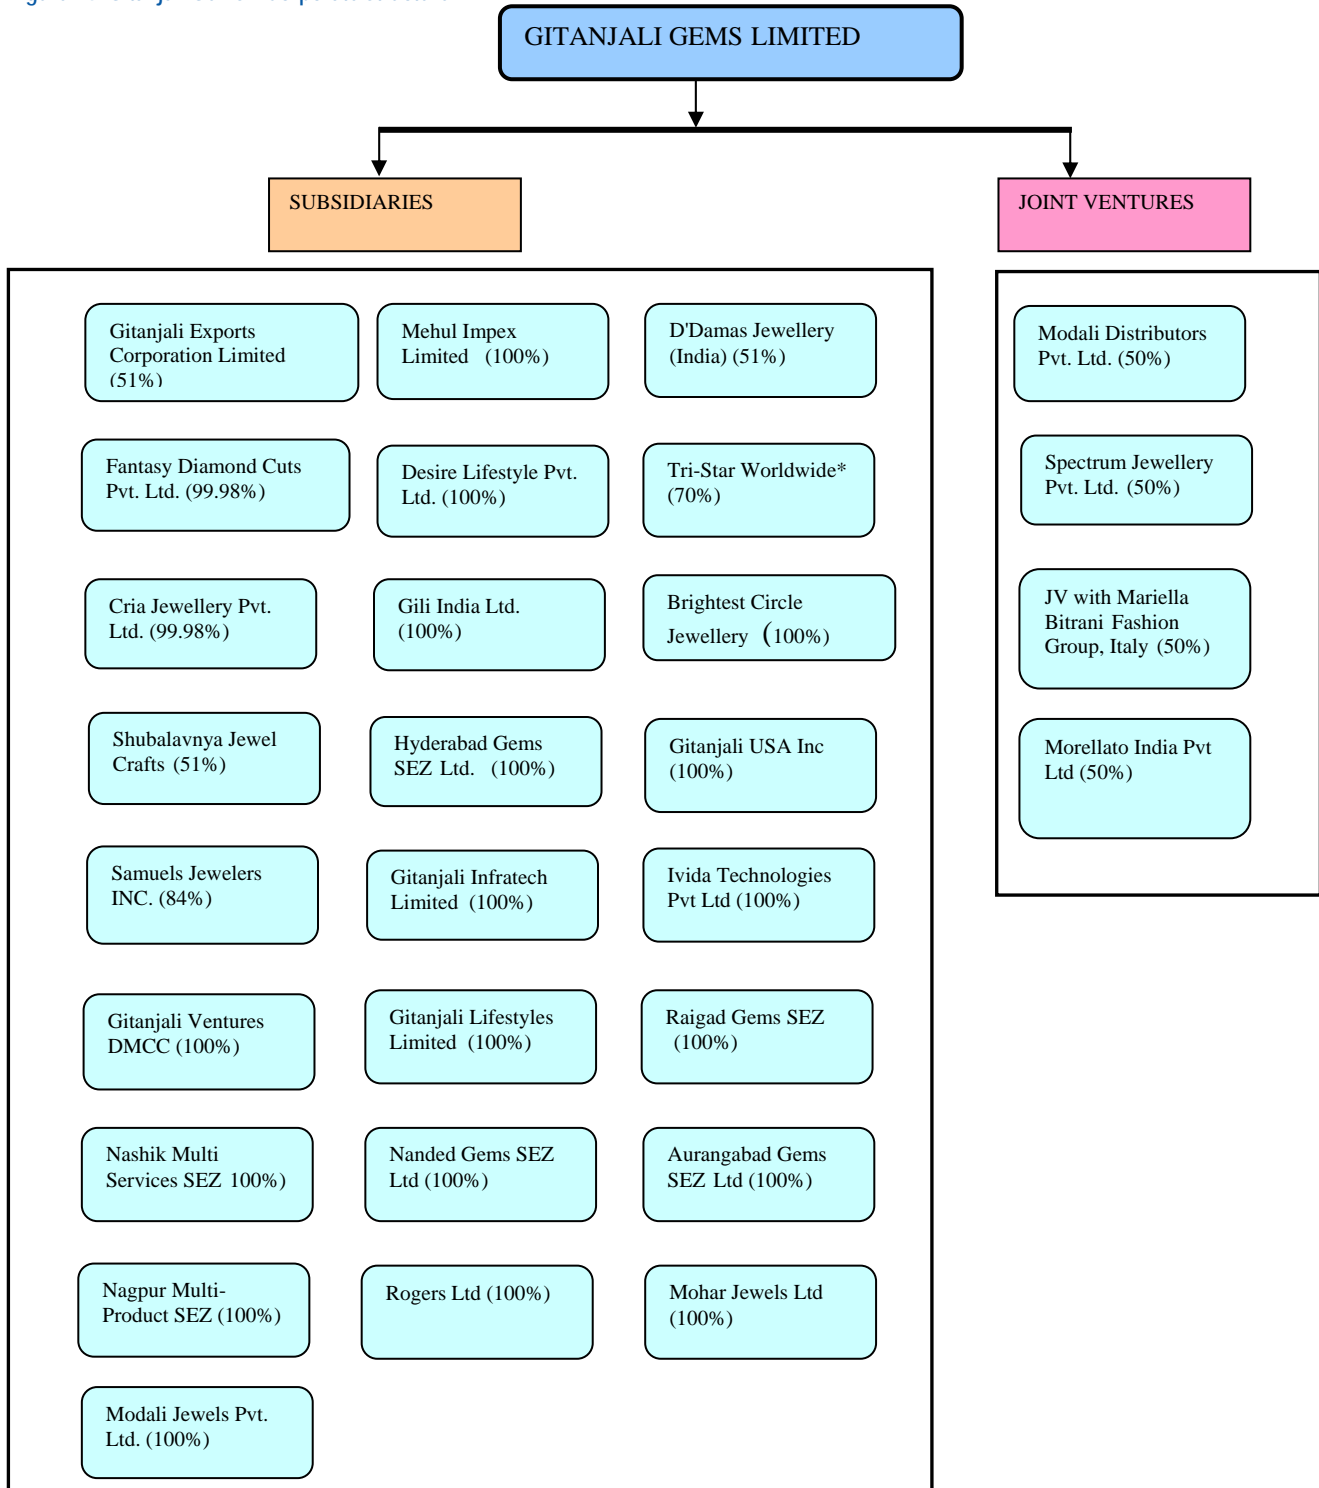 GITANJALI GEMS LIMITED
SUBSIDIARIES
JOINT VENTURES
Gitanjali Exports
Corporation Limited
(51%)
Mehul Impex
Limited (100%)
D'Damas Jewellery
(India) (51%)
Modali Distributors
Pvt. Ltd. (50%)
Fantasy Diamond Cuts
Pvt. Ltd. (99.98%)
Desire Lifestyle Pvt.
Ltd. (100%)
Tri-Star Worldwide*
(70%)
Spectrum Jewellery
Pvt. Ltd. (50%)
Cria Jewellery Pvt.
Ltd. (99.98%)
Gili India Ltd.
(100%)
Brightest Circle
Jewellery (100%)
JV with Mariella
Bitrani Fashion
Group, Italy (50%)
Shubalavnya Jewel
Crafts (51%)
Hyderabad Gems
SEZ Ltd. (100%)
Gitanjali USA Inc
(100%)
Morellato India Pvt
Ltd (50%)
Samuels Jewelers
INC. (84%)
Gitanjali Infratech
Limited (100%)
Ivida Technologies
Pvt Ltd (100%)
Gitanjali Ventures
DMCC (100%)
Gitanjali Lifestyles
Limited (100%)
Raigad Gems SEZ
(100%)
Nashik Multi
Services SEZ 100%)
Nanded Gems SEZ
Ltd (100%)
Aurangabad Gems
SEZ Ltd (100%)
Nagpur Multi-
Product SEZ (100%)
Rogers Ltd (100%)
Mohar Jewels Ltd
(100%)
Modali Jewels Pvt.
Ltd. (100%)